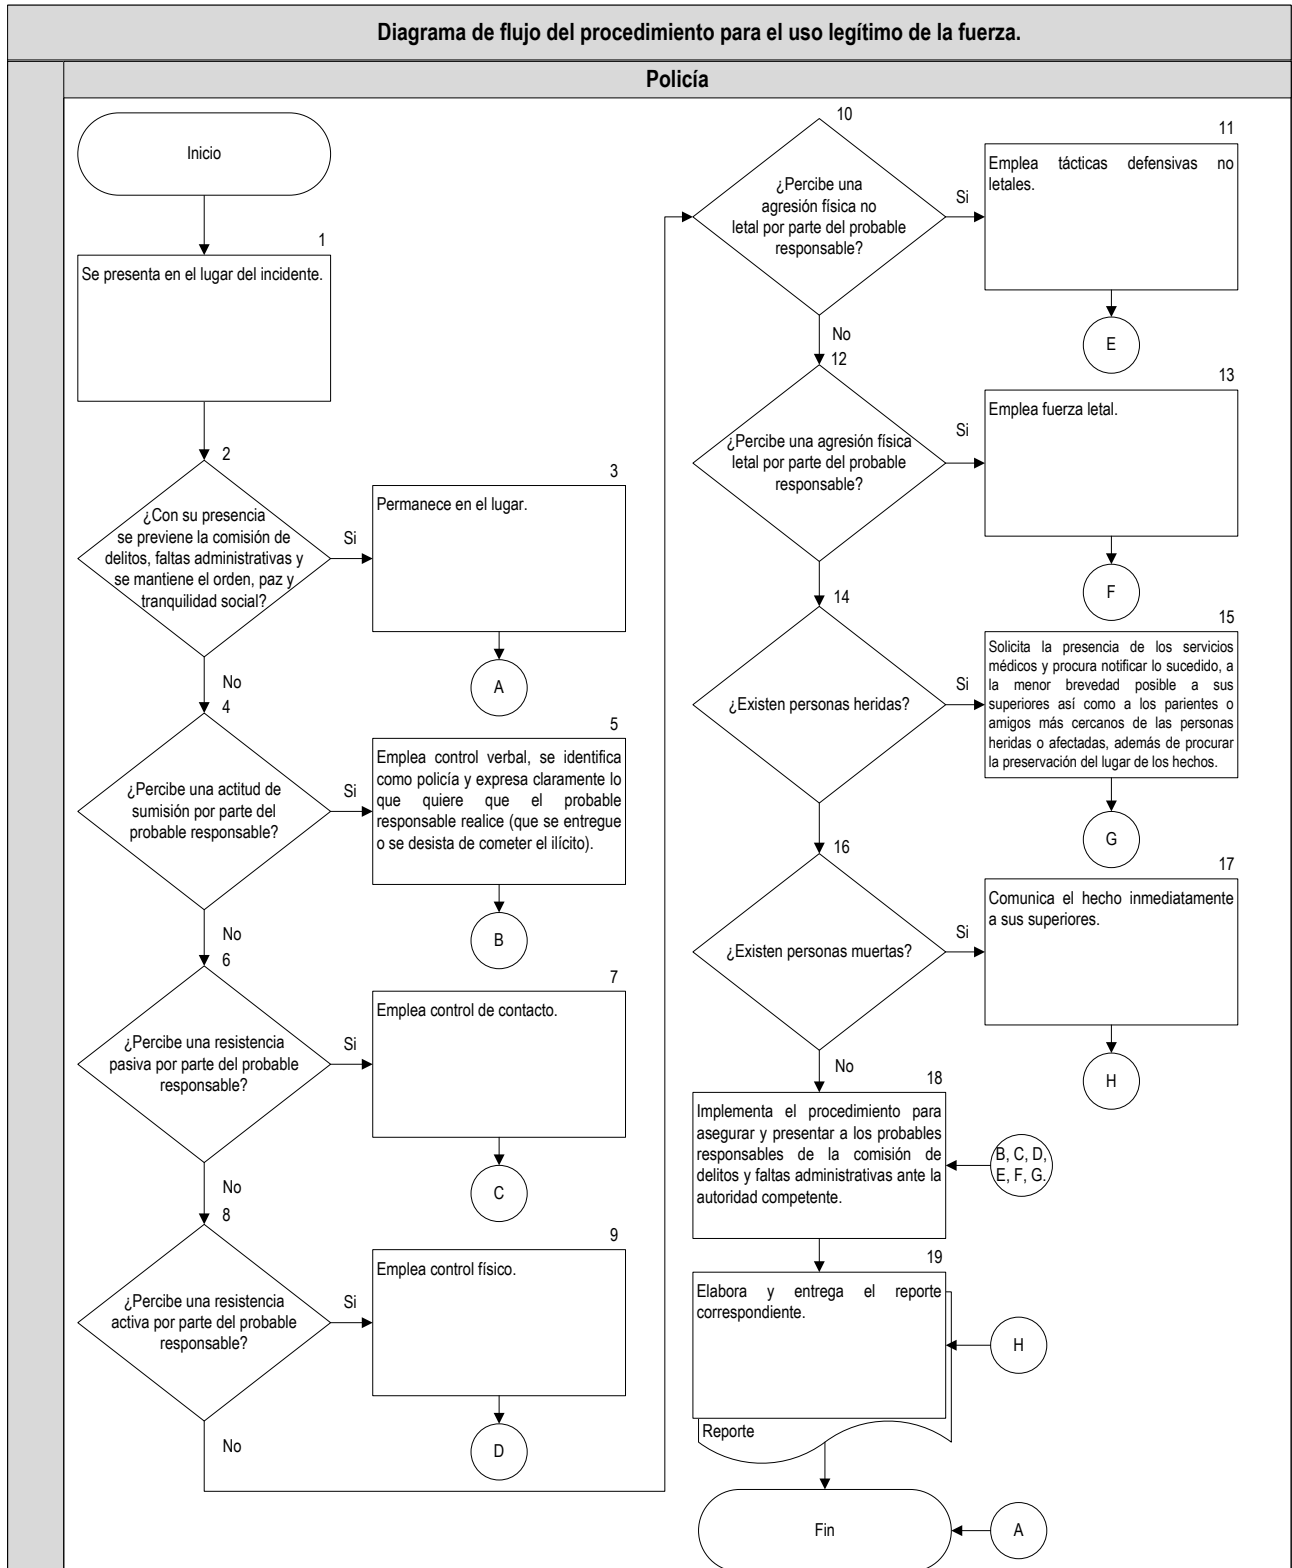 Diagrama de flujo del procedimiento para el uso legítimo de la fuerza.
Policía
Inicio
1
Se presenta en el lugar del incidente.
2
¿Con su presencia
se previene la comisión de
delitos, faltas administrativas y
se mantiene el orden, paz y
tranquilidad social?
Si
3
Permanece en el lugar.
A
No
4
¿Percibe una actitud de
sumisión por parte del
probable responsable?
Si
5
Emplea control verbal, se identifica
como policía y expresa claramente lo
que quiere que el probable
responsable realice (que se entregue
o se desista de cometer el ilícito).
B
No
6
¿Percibe una resistencia
pasiva por parte del probable
responsable?
Si
7
Emplea control de contacto.
C
No
8
¿Percibe una resistencia
activa por parte del probable
responsable?
Si
9
Emplea control físico.
D
No
10
¿Percibe una
agresión física no
letal por parte del probable
responsable?
Si
11
Emplea tácticas defensivas no
letales.
E
No
12
¿Percibe una agresión física
letal por parte del probable
responsable?
Si
13
Emplea fuerza letal.
F
14
¿Existen personas heridas?
Si
15
Solicita la presencia de los servicios
médicos y procura notificar lo sucedido, a
la menor brevedad posible a sus
superiores así como a los parientes o
amigos más cercanos de las personas
heridas o afectadas, además de procurar
la preservación del lugar de los hechos.
G
16
¿Existen personas muertas?
Si
17
Comunica el hecho inmediatamente
a sus superiores.
H
No
18
Implementa el procedimiento para
asegurar y presentar a los probables
responsables de la comisión de
delitos y faltas administrativas ante la
autoridad competente.
B, C, D,
E, F, G.
19
Elabora y entrega el reporte
correspondiente.
H
Reporte
Fin
A